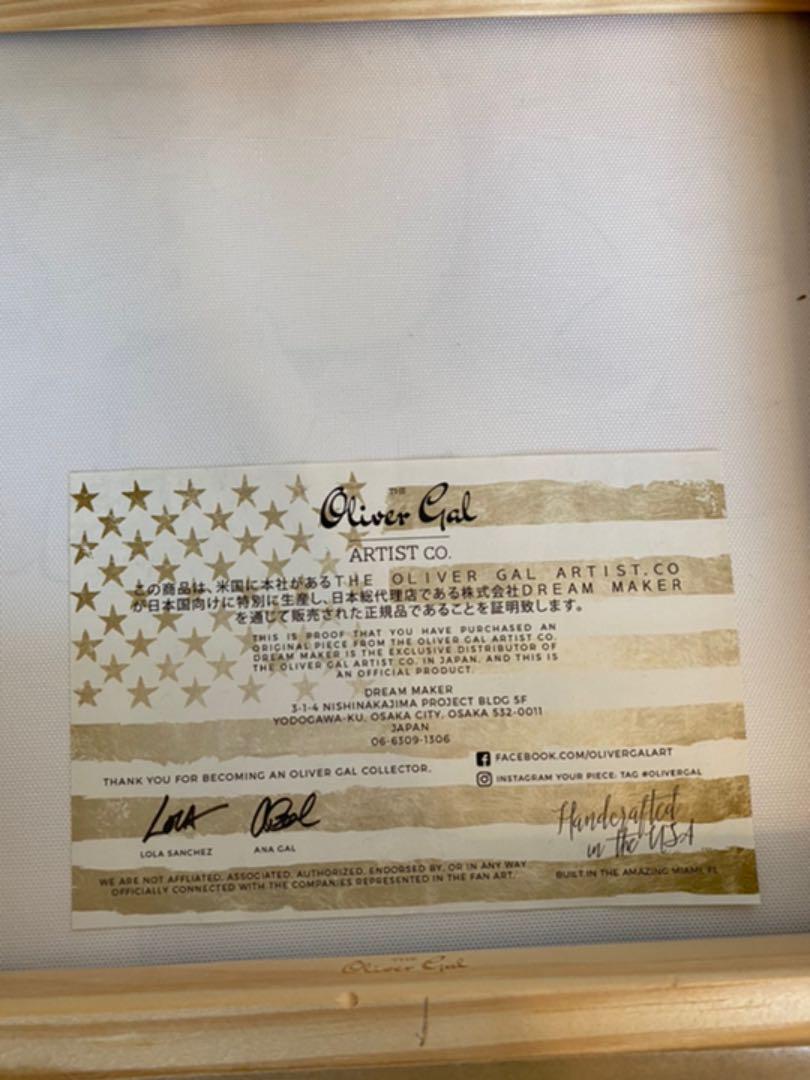 THE
Oliver Gal
ARTIST CO.
この商品は、米国に本社があるTHE OLIVER GAL ARTIST.CO
が日本国向けに特別に生産し、日本総代理店である株式会社DREAM MAKER
を通じて販売された正規品であることを証明致します。
THIS IS PROOF THAT YOU HAVE PURCHASED AN
ORIGINAL PIECE FROM THE OLIVER GAL ARTIST CO.
DREAM MAKER IS THE EXCLUSIVE DISTRIBUTOR OF
THE OLIVER GAL ARTIST CO. IN JAPAN. AND THIS IS
AN OFFICIAL PRODUCT.
DREAM MAKER
3-1-4 NISHINAKAJIMA PROJECT BLDG 5F
YODOGAWA-KU, OSAKA CITY, OSAKA 532-0011
JAPAN
06-6309-1306
FACEBOOK.COM/OLIVERGALART
THANK YOU FOR BECOMING AN OLIVER GAL COLLECTOR.
INSTAGRAM YOUR PIECE: TAG #OLIVERGAL
LOLA
LOLA SANCHEZ
ANA GAL
Handcrafted
in the USA
WE ARE NOT AFFLIATED, ASSOCIATED, AUTHORIZED, ENDORSED BY, OR IN ANY WAY
OFFICIALLY CONNECTED WITH THE COMPANIES REPRESENTED IN THE FAN ART.
BUILT IN THE AMAZING MIAMI, FL
THE
Oliver Gal